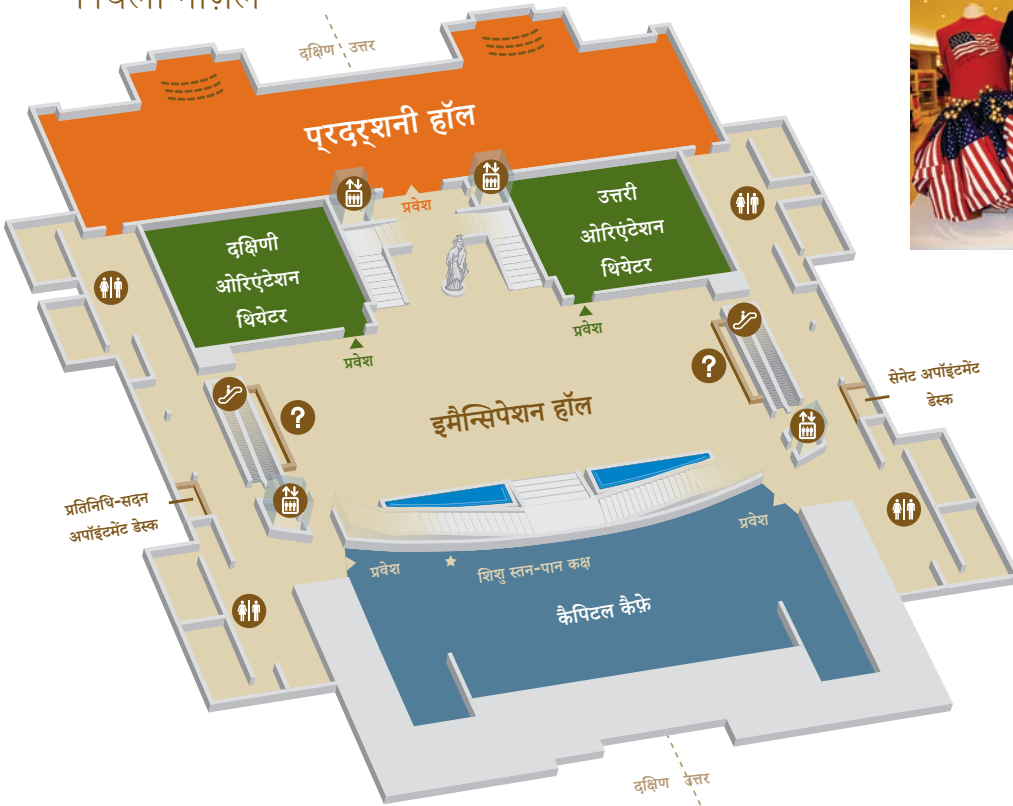 निचली मंज़िल
दक्षिण उत्तर
प्रदर्शनी हॉल
प्रवेश
दक्षिणी
ओरिएंटेशन
थियेटर
उत्तरी
ओरिएंटेशन
थियेटर
प्रवेश
प्रवेश
?
?
इमैन्सिपेशन हॉल
सेनेट अपॉइंटमेंट
डेस्क
प्रतिनिधि-सदन
अपॉइंटमेंट डेस्क
प्रवेश
प्रवेश
शिशु स्तन-पान कक्ष
कैपिटल कैफ़े
दक्षिण उत्तर